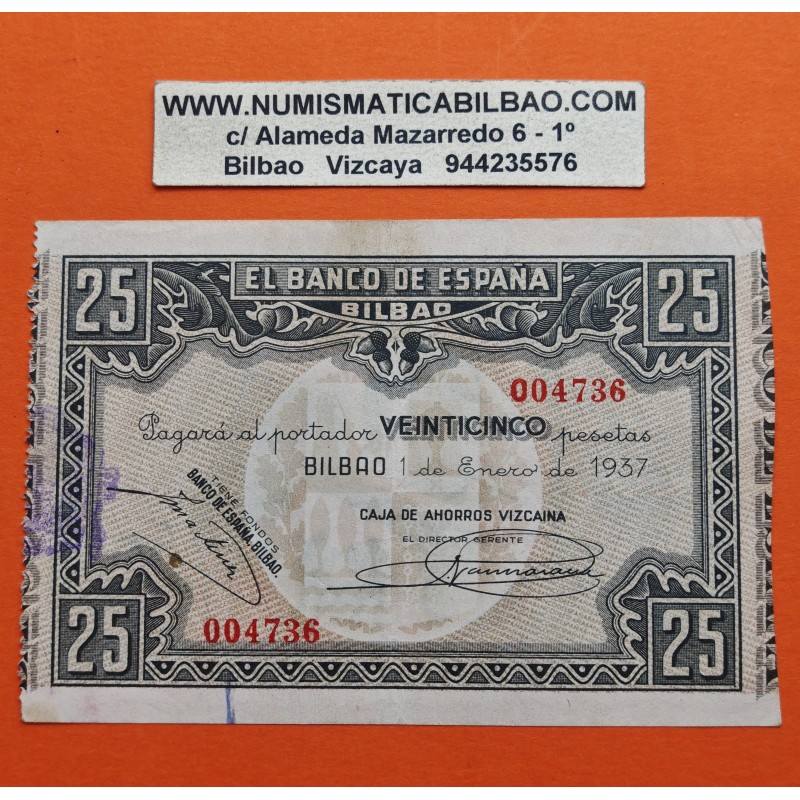 WWW.NUMISMATICABILBAO.COM
c/ Alameda Mazarredo 6 - 1º
Bilbao Vizcaya 944235576
25
EL BANCO DE ESPAÑA
25
BILBAO
004736
Pagará al portador VEINTICINCO pesetas
BILBAO 1 de Enero de 1937
TIENE FONDOS
BANCO DE ESPAÑA, BILBAO.
CAJA DE AHORROS VIZCAINA
EL DIRECTOR GERENTE
004736
25
25